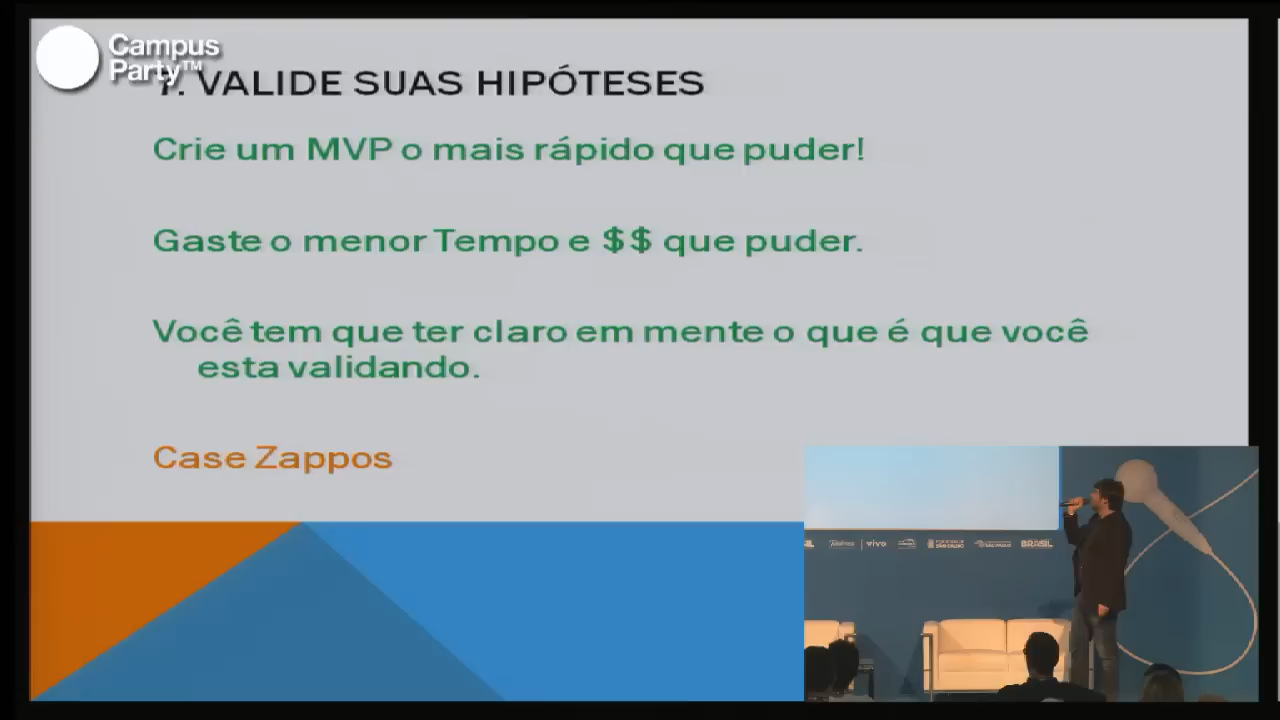 Campus
Party™
7. VALIDE SUAS HIPÓTESES
Crie um MVP o mais rápido que puder!
Gaste o menor Tempo e $$ que puder.
Você tem que ter claro em mente o que é que você
esta validando.
Case Zappos
vivo
BRASIL